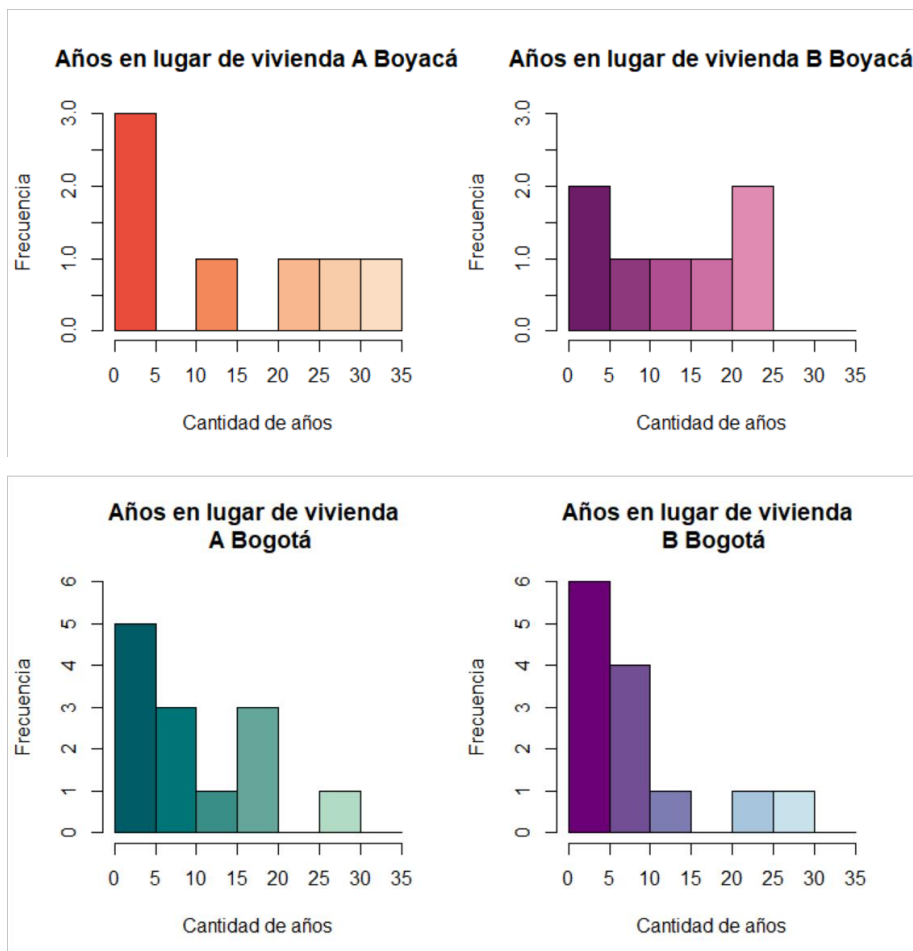 Años en lugar de vivienda A Boyacá
Frecuencia
0.0 1.0 2.0 3.0
0 5 10 15 20 25 30 35
Cantidad de años
Años en lugar de vivienda B Boyacá
Frecuencia
0.0 1.0 2.0 3.0
0 5 10 15 20 25 30 35
Cantidad de años
Años en lugar de vivienda
A Bogotá
Frecuencia
0 1 2 3 4 5 6
0 5 10 15 20 25 30 35
Cantidad de años
Años en lugar de vivienda
B Bogotá
Frecuencia
0 1 2 3 4 5 6
0 5 10 15 20 25 30 35
Cantidad de años